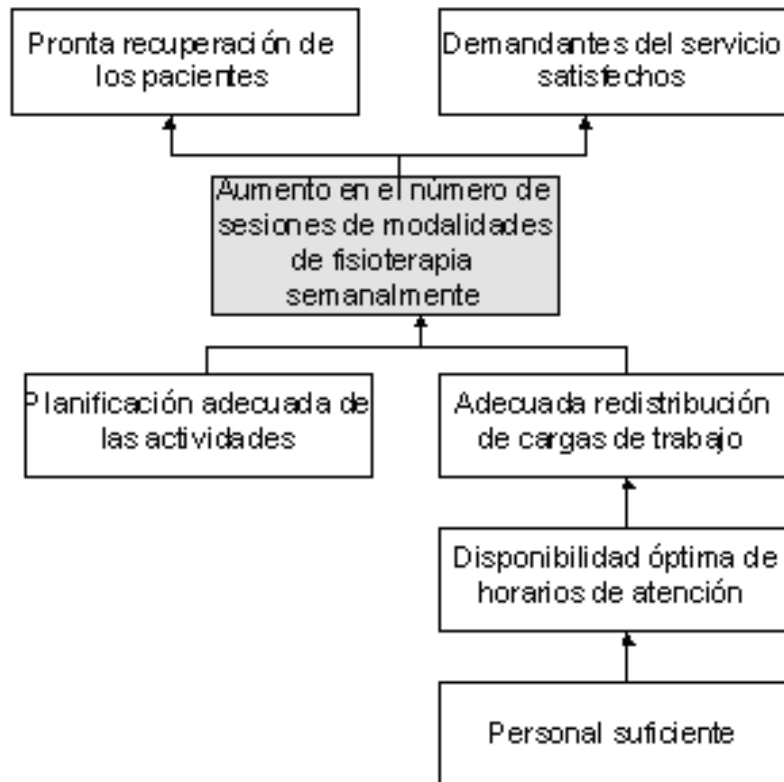 Pronta recuperación de
los pacientes
Demandantes del servicio
satisfechos
Aumento en el número de
sesiones de modalidades
de fisioterapia
semanalmente
Planificación adecuada de
las actividades
Adecuada redistribución
de cargas de trabajo
Disponibilidad óptima de
horarios de atención
Personal suficiente